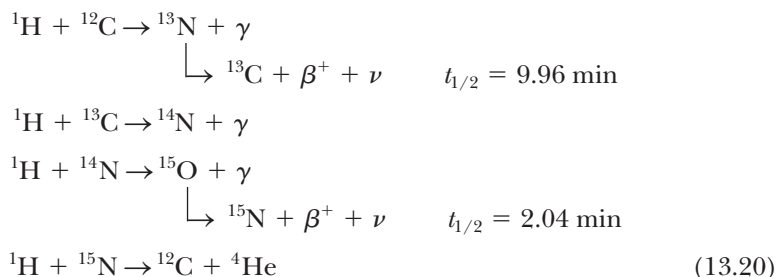 ¹H + ¹²C → ¹³N + γ
¹³C + β⁺ + ν t₁/₂ = 9.96 min
¹H + ¹³C → ¹⁴N + γ
¹H + ¹⁴N → ¹⁵O + γ
¹⁵N + β⁺ + ν t₁/₂ = 2.04 min
¹H + ¹⁵N → ¹²C + ⁴He (13.20)